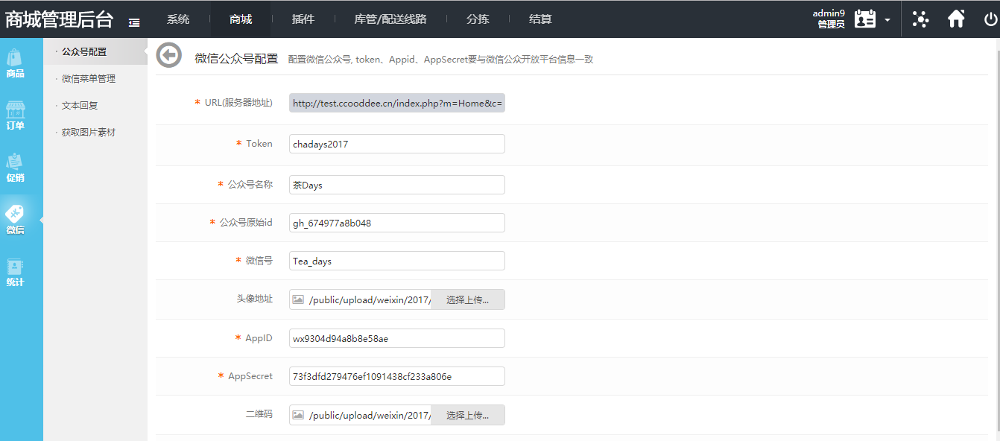 商城管理后台
系统
商城
插件
库管/配送线路
分拣
结算
admin9
管理员
商品
订单
促销
微信
统计
· 公众号配置
· 微信菜单管理
· 文本回复
· 获取图片素材
微信公众号配置 配置微信公众号, token、Appid、AppSecret要与微信公众开放平台信息一致
* URL(服务器地址) http://test.ccooddee.cn/index.php?m=Home&c=
* Token chadays2017
* 公众号名称 茶Days
* 公众号原始id gh_674977a8b048
* 微信号 Tea_days
头像地址 /public/upload/weixin/2017/ 选择上传...
* AppID wx9304d94a8b8e58ae
* AppSecret 73f3dfd279476ef1091438cf233a806e
二维码 /public/upload/weixin/2017/ 选择上传...